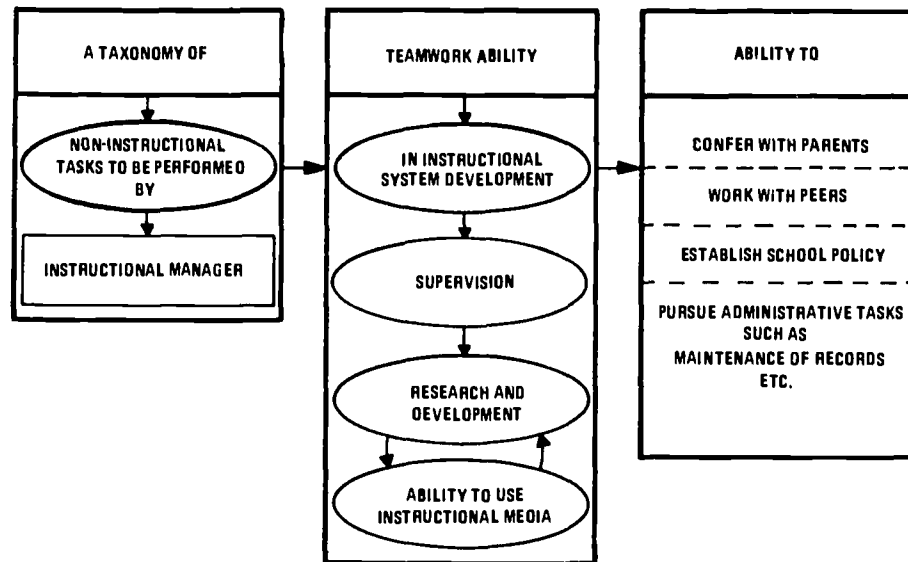 A TAXONOMY OF
NON-INSTRUCTIONAL
TASKS TO BE PERFORMED
BY
INSTRUCTIONAL MANAGER
TEAMWORK ABILITY
IN INSTRUCTIONAL
SYSTEM DEVELOPMENT
SUPERVISION
RESEARCH AND
DEVELOPMENT
ABILITY TO USE
INSTRUCTIONAL MEDIA
ABILITY TO
CONFER WITH PARENTS
WORK WITH PEERS
ESTABLISH SCHOOL POLICY
PURSUE ADMINISTRATIVE TASKS
SUCH AS
MAINTENANCE OF RECORDS
ETC.